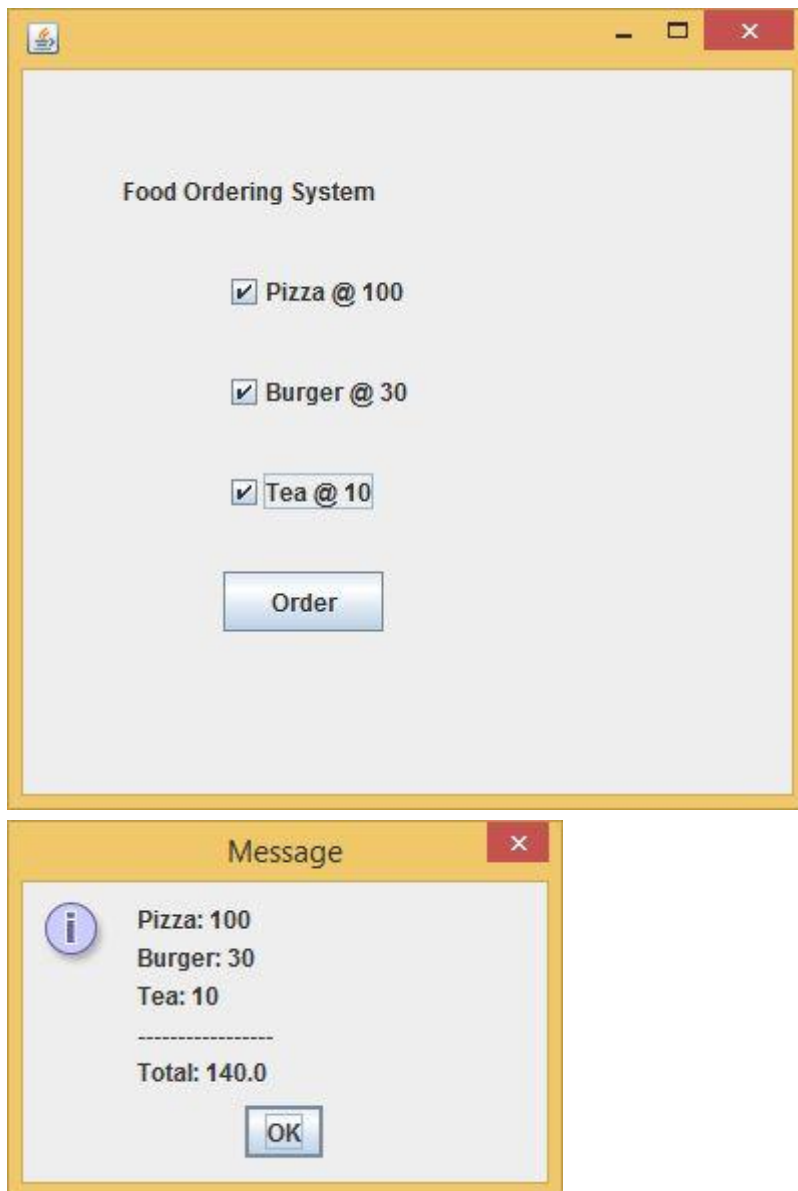 Food Ordering System
Pizza @ 100
Burger @ 30
Tea @ 10
Order
Message
Pizza: 100
Burger: 30
Tea: 10
-----------------
Total: 140.0
OK